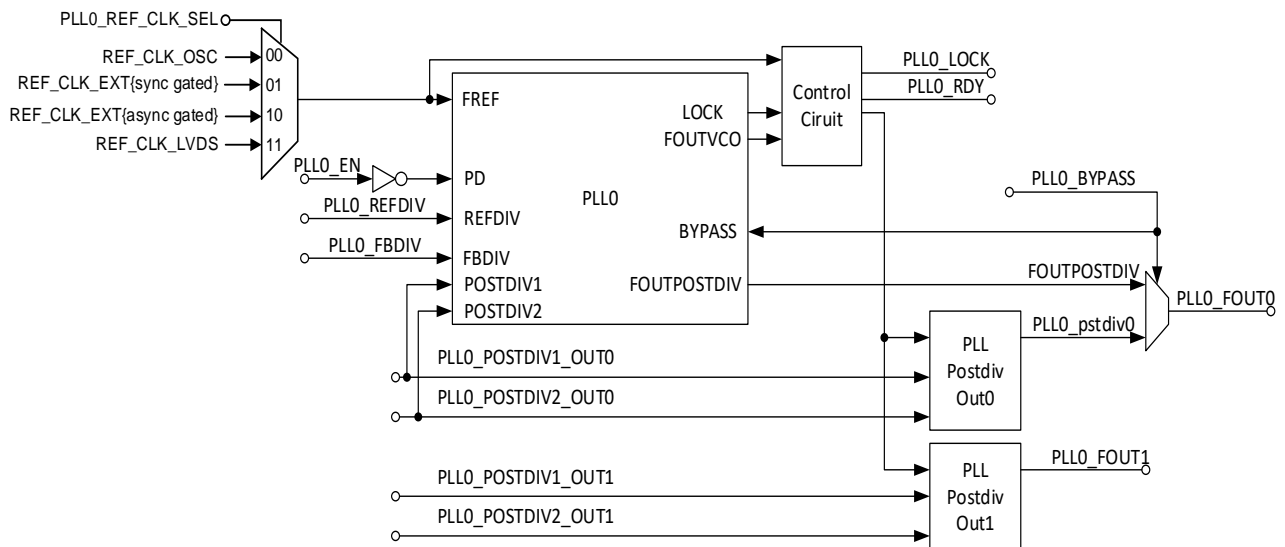 PLL0_REF_CLK_SEL
REF_CLK_OSC
REF_CLK_EXT{sync gated}
REF_CLK_EXT{async gated}
REF_CLK_LVDS
00
01
10
11
PLL0_EN
PLL0_REFDIV
PLL0_FBDIV
FREF
PD
REFDIV
FBDIV
POSTDIV1
POSTDIV2
PLL0
LOCK
FOUTVCO
BYPASS
FOUTPOSTDIV
Control
Ciruit
PLL0_LOCK
PLL0_RDY
PLL0_BYPASS
FOUTPOSTDIV
PLL0_pstdiv0
PLL0_FOUT0
PLL0_POSTDIV1_OUT0
PLL0_POSTDIV2_OUT0
PLL
Postdiv
Out0
PLL0_POSTDIV1_OUT1
PLL0_POSTDIV2_OUT1
PLL
Postdiv
Out1
PLL0_FOUT1